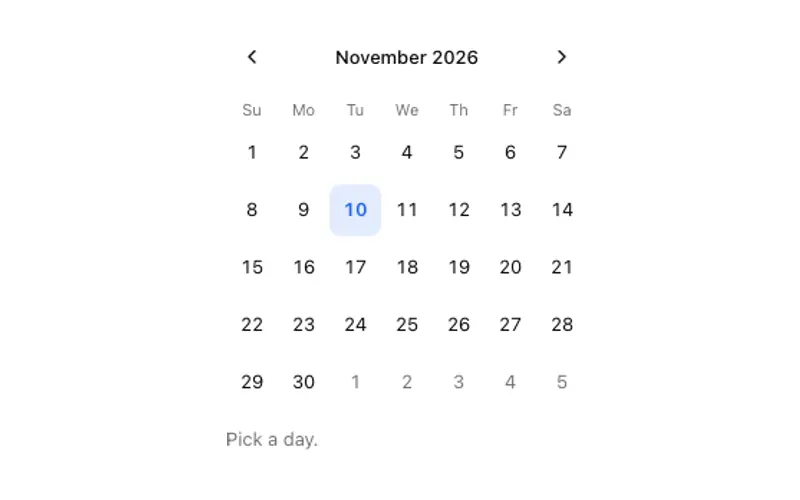 November 2026
Su Mo Tu We Th Fr Sa
1 2 3 4 5 6 7
8 9 10 11 12 13 14
15 16 17 18 19 20 21
22 23 24 25 26 27 28
29 30 1 2 3 4 5
Pick a day.